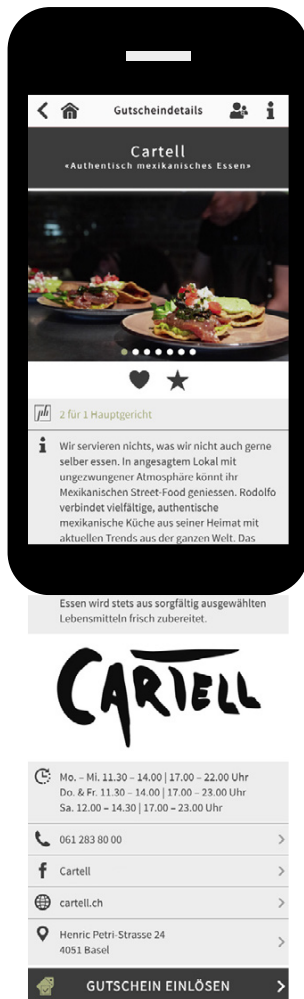 Gutscheindetails
Cartell
«Authentisch mexikanisches Essen»
ph
2 für 1 Hauptgericht
Wir servieren nichts, was wir nicht auch gerne
selber essen. In angesagtem Lokal mit
ungezwungener Atmosphäre könnt ihr
Mexikanischen Street-Food geniessen. Rodolfo
verbindet vielfältige, authentische
mexikanische Küche aus seiner Heimat mit
aktuellen Trends aus der ganzen Welt. Das
Essen wird stets aus sorgfältig ausgewählten
Lebensmitteln frisch zubereitet.
CARTELL
Mo. – Mi. 11.30 – 14.00 | 17.00 – 22.00 Uhr
Do. & Fr. 11.30 – 14.00 | 17.00 – 23.00 Uhr
Sa. 12.00 – 14.30 | 17.00 – 23.00 Uhr
061 283 80 00
Cartell
cartell.ch
Henric Petri-Strasse 24
4051 Basel
GUTSCHEIN EINLÖSEN